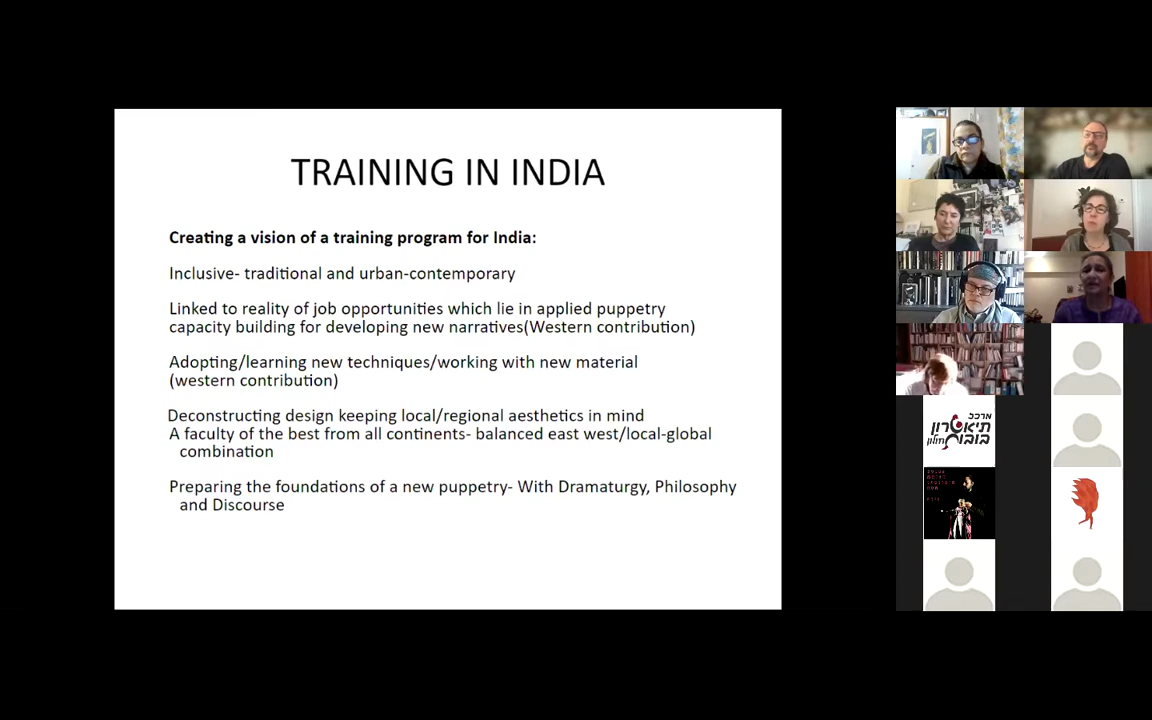 TRAINING IN INDIA
Creating a vision of a training program for India:
Inclusive- traditional and urban-contemporary
Linked to reality of job opportunities which lie in applied puppetry
capacity building for developing new narratives(Western contribution)
Adopting/learning new techniques/working with new material
(western contribution)
Deconstructing design keeping local/regional aesthetics in mind
A faculty of the best from all continents- balanced east west/local-global
combination
Preparing the foundations of a new puppetry- With Dramaturgy, Philosophy
and Discourse
מרכז
תיאטרון
בובות חולון